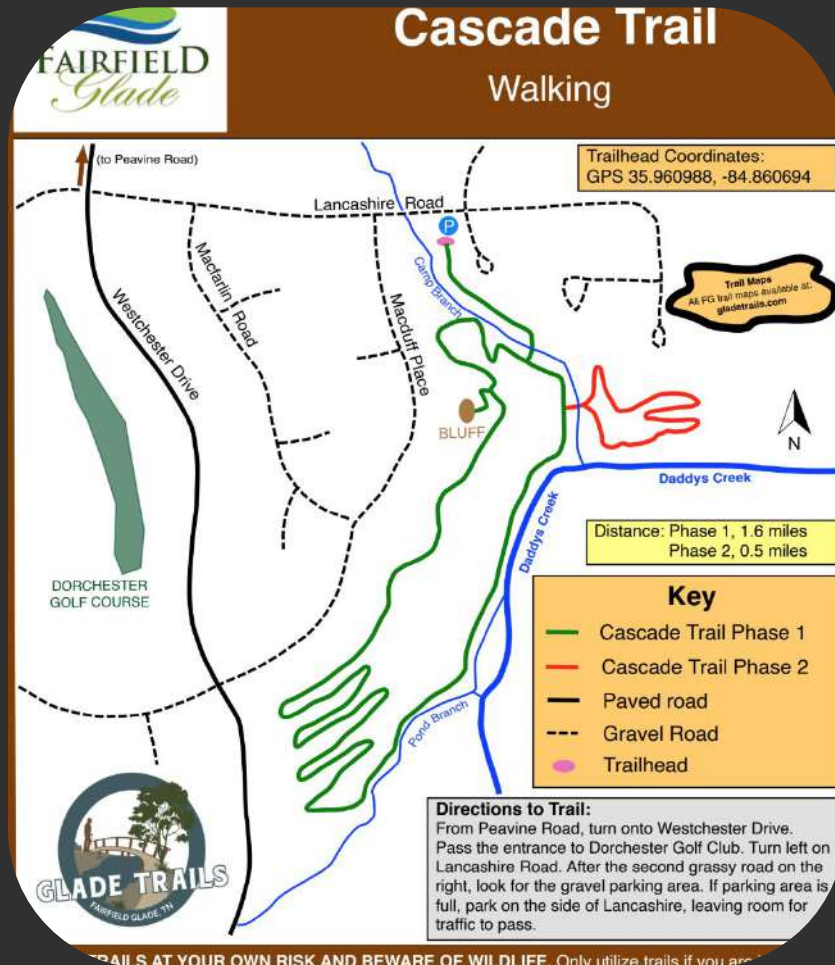 FAIRFIELD
Glade
Cascade Trail
Walking
(to Peavine Road)
Trailhead Coordinates:
GPS 35.960988, -84.860694
Lancashire Road
P
Trail Maps
All FG trail maps available at:
gladetrails.com
Macfarlin Road
Camp Branch
Westchester Drive
Macduff Place
BLUFF
N
Daddys Creek
Daddys Creek
Distance: Phase 1, 1.6 miles
Phase 2, 0.5 miles
DORCHESTER
GOLF COURSE
Key
Cascade Trail Phase 1
Cascade Trail Phase 2
Paved road
Gravel Road
Trailhead
Pond Branch
GLADE TRAILS
FAIRFIELD GLADE, TN
Directions to Trail:
From Peavine Road, turn onto Westchester Drive.
Pass the entrance to Dorchester Golf Club. Turn left on
Lancashire Road. After the second grassy road on the
right, look for the gravel parking area. If parking area is
full, park on the side of Lancashire, leaving room for
traffic to pass.
TRAILS AT YOUR OWN RISK AND BEWARE OF WILDLIFE. Only utilize trails if you are